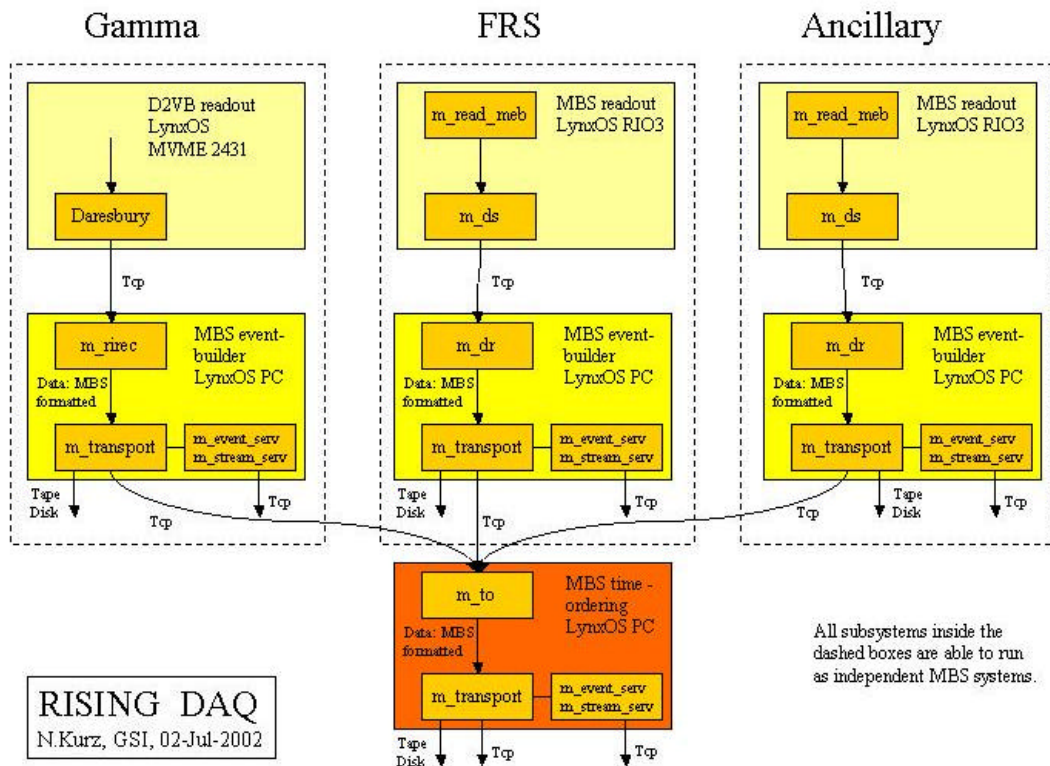 Gamma
FRS
Ancillary
D2VB readout
LynxOS
MVME 2431
Daresbury
Tcp
m_rirec
MBS event-
builder
LynxOS PC
Data: MBS
formatted
m_transport
m_event_serv
m_stream_serv
Tape
Disk
Tcp
Tcp
m_read_meb
MBS readout
LynxOS RIO3
m_ds
Tcp
m_dr
MBS event-
builder
LynxOS PC
Data: MBS
formatted
m_transport
m_event_serv
m_stream_serv
Tape
Disk
Tcp
Tcp
m_read_meb
MBS readout
LynxOS RIO3
m_ds
Tcp
m_dr
MBS event-
builder
LynxOS PC
Data: MBS
formatted
m_transport
m_event_serv
m_stream_serv
Tcp
Tape
Disk
Tcp
m_to
MBS time -
ordering
LynxOS PC
Data: MBS
formatted
m_transport
m_event_serv
m_stream_serv
Tape
Disk
Tcp
Tcp
All subsystems inside the
dashed boxes are able to run
as independent MBS systems.
RISING DAQ
N.Kurz, GSI, 02-Jul-2002